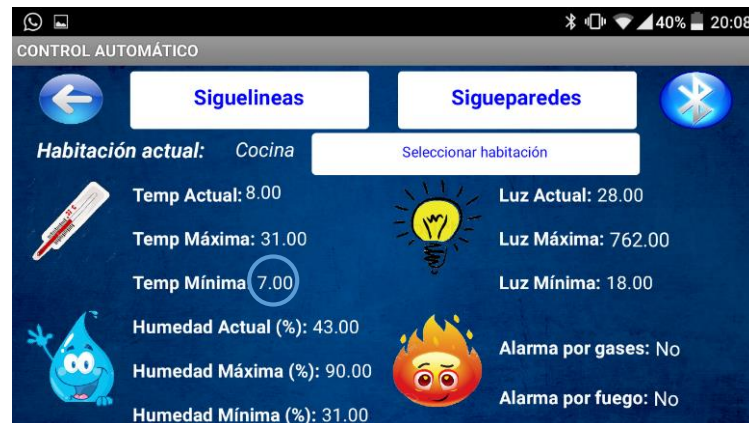 40% 20:08
CONTROL AUTOMÁTICO
Siguelineas
Sigueparedes
Habitación actual: Cocina
Seleccionar habitación
Temp Actual: 8.00
Temp Máxima: 31.00
Temp Mínima: 7.00
Luz Actual: 28.00
Luz Máxima: 762.00
Luz Mínima: 18.00
Humedad Actual (%): 43.00
Humedad Máxima (%): 90.00
Humedad Mínima (%): 31.00
Alarma por gases: No
Alarma por fuego: No